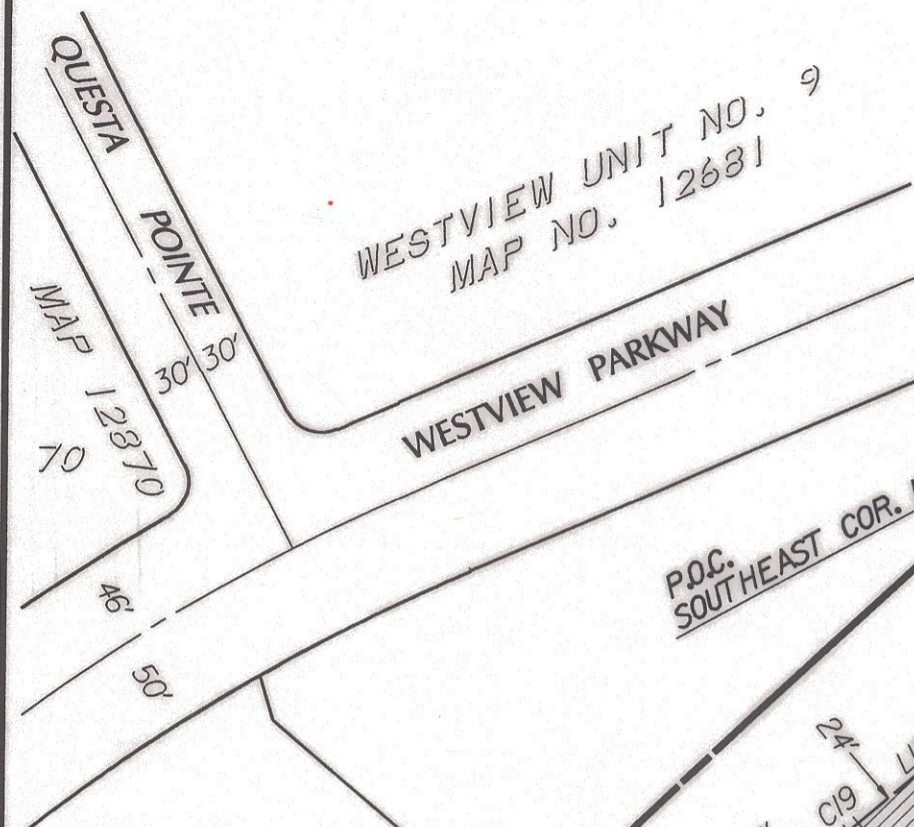 QUESTA POINTE
WESTVIEW UNIT NO. 9
MAP NO. 12681
MAP 12870
70
30' 30'
WESTVIEW PARKWAY
46'
50'
P.O.C.
SOUTHEAST COR.
24'
C19